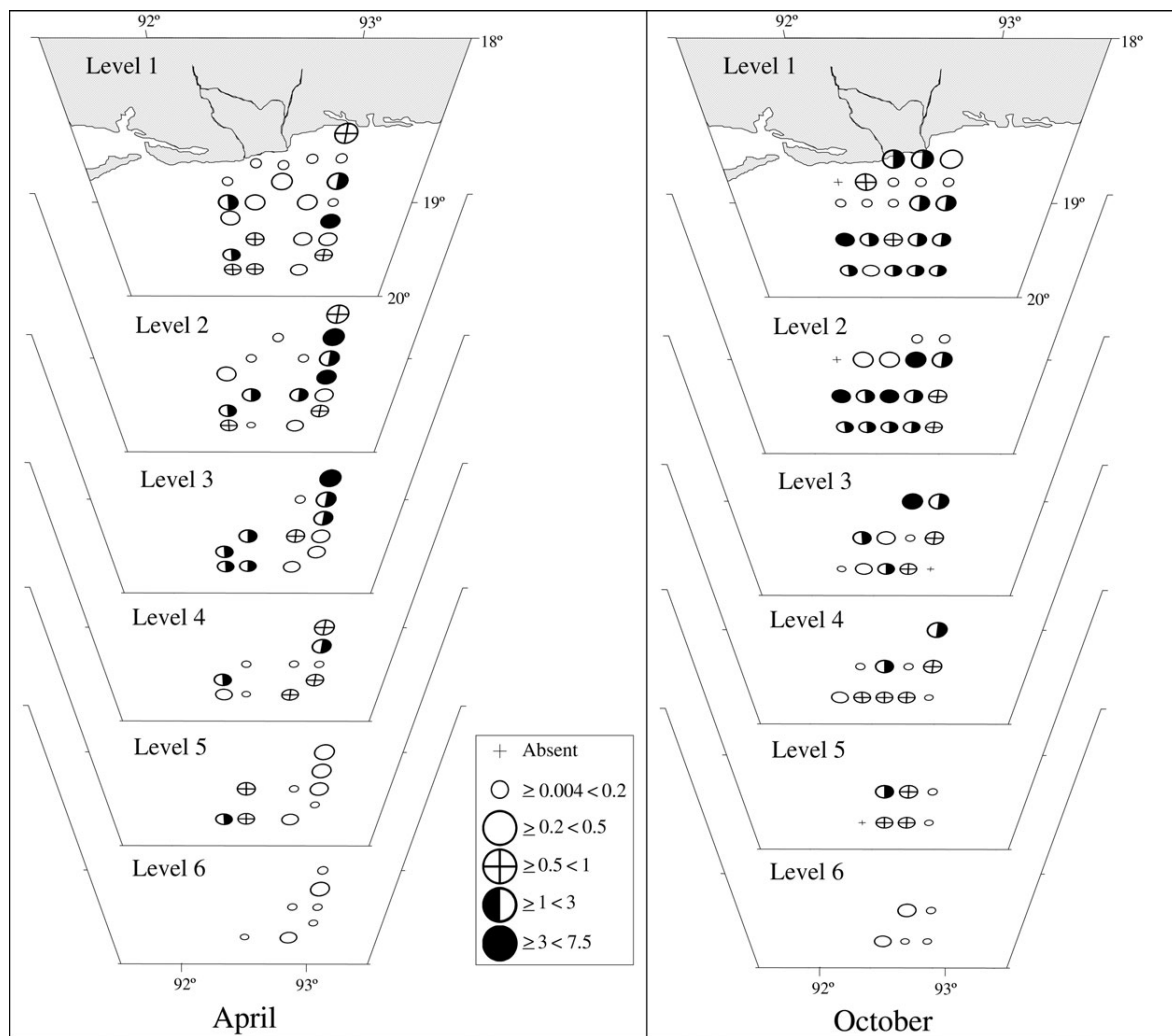 92º 93º
18º
Level 1
19º
20º
Level 2
Level 3
Level 4
Level 5
Level 6
92º 93º
April
+ Absent
≥ 0.004 < 0.2
≥ 0.2 < 0.5
≥ 0.5 < 1
≥ 1 < 3
≥ 3 < 7.5
92º 93º
18º
Level 1
19º
20º
Level 2
Level 3
Level 4
Level 5
Level 6
92º 93º
October